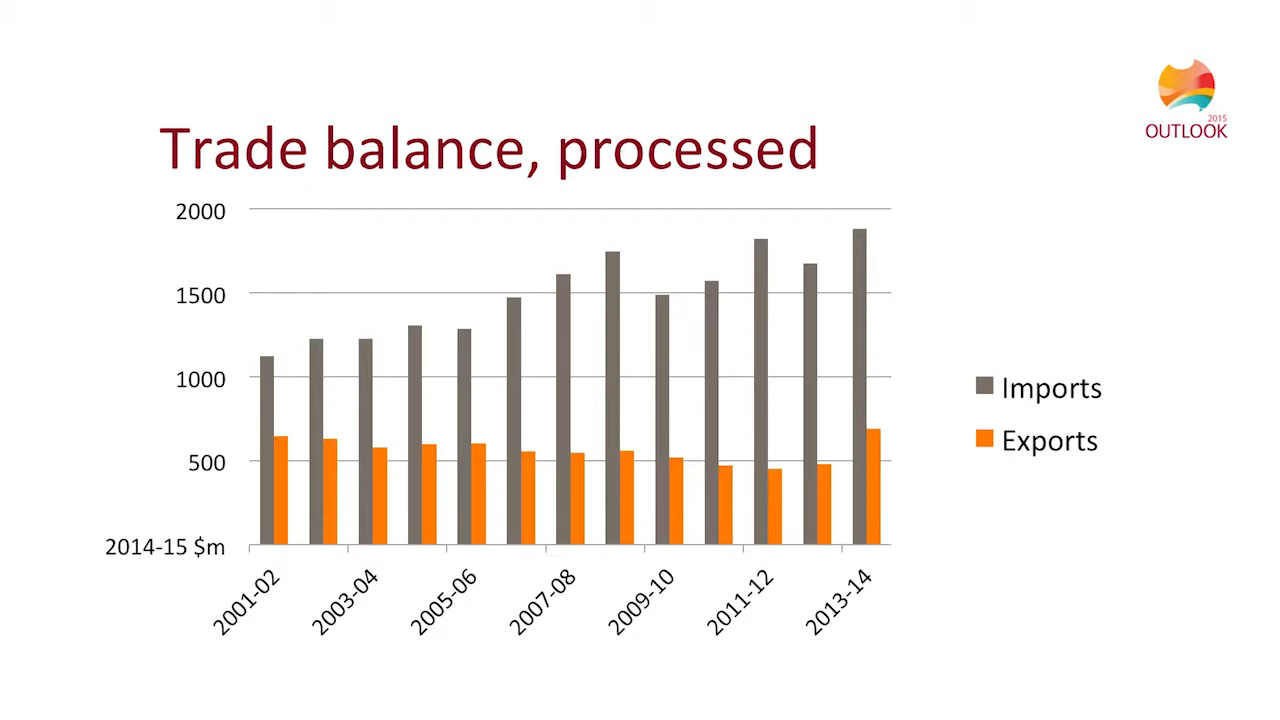 2015
OUTLOOK
Trade balance, processed
2000
1500
1000
500
2014-15 $m
2001-02
2003-04
2005-06
2007-08
2009-10
2011-12
2013-14
Imports
Exports